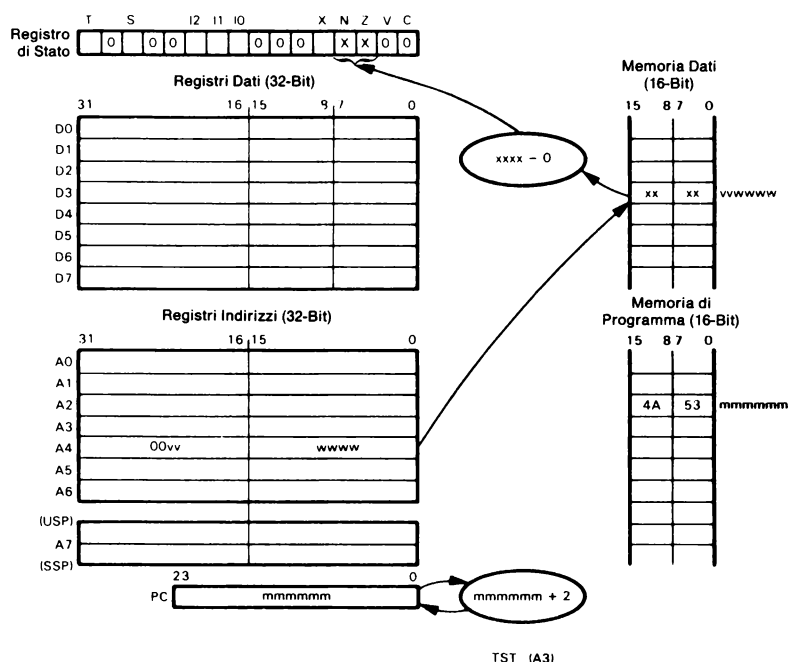 T S I2 I1 I0 X N Z V C
Registro di Stato
0 0 0 0 0 0 X X 0 0
Registri Dati (32-Bit)
31 16 15 8 7 0
D0
D1
D2
D3
D4
D5
D6
D7
xxxx - 0
Memoria Dati
(16-Bit)
15 8 7 0
xx xx vvwwww
Registri Indirizzi (32-Bit)
31 16 15 0
A0
A1
A2
A3
A4 00vv wwww
A5
A6
(USP)
A7
(SSP)
Memoria di
Programma (16-Bit)
15 8 7 0
4A 53 mmmmmm
23 0
PC mmmmmm
mmmmmm + 2
TST (A3)